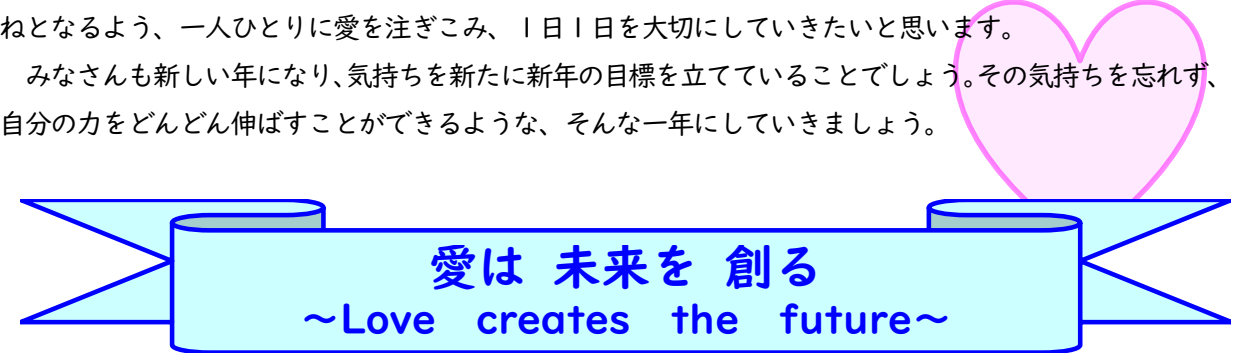 ねとなるよう、一人ひとりに愛を注ぎこみ、1日1日を大切にしていきたいと思います。
　みなさんも新しい年になり、気持ちを新たに新年の目標を立てていることでしょう。その気持ちを忘れず、
自分の力をどんどん伸ばすことができるような、そんな一年にしていきましょう。
愛は 未来を 創る
～Love creates the future～